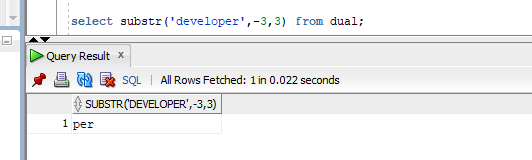 select substr('developer',-3,3) from dual;
Query Result x
SQL | All Rows Fetched: 1 in 0.022 seconds
SUBSTR('DEVELOPER',-3,3)
1 per